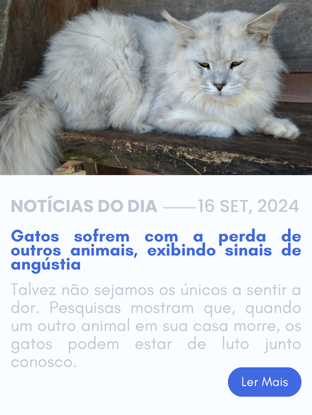 NOTÍCIAS DO DIA —— 16 SET, 2024
Gatos sofrem com a perda de
outros animais, exibindo sinais de
angústia
Talvez não sejamos os únicos a sentir a
dor. Pesquisas mostram que, quando
um outro animal em sua casa morre, os
gatos podem estar de luto junto
conosco.
Ler Mais